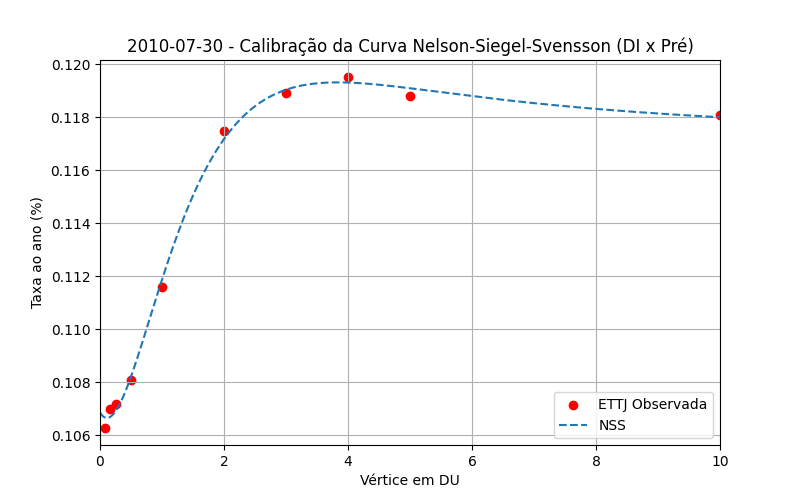 2010-07-30 - Calibração da Curva Nelson-Siegel-Svensson (DI x Pré)
Taxa ao ano (%)
0.120
0.118
0.116
0.114
0.112
0.110
0.108
0.106
ETTJ Observada
NSS
0 2 4 6 8 10
Vértice em DU